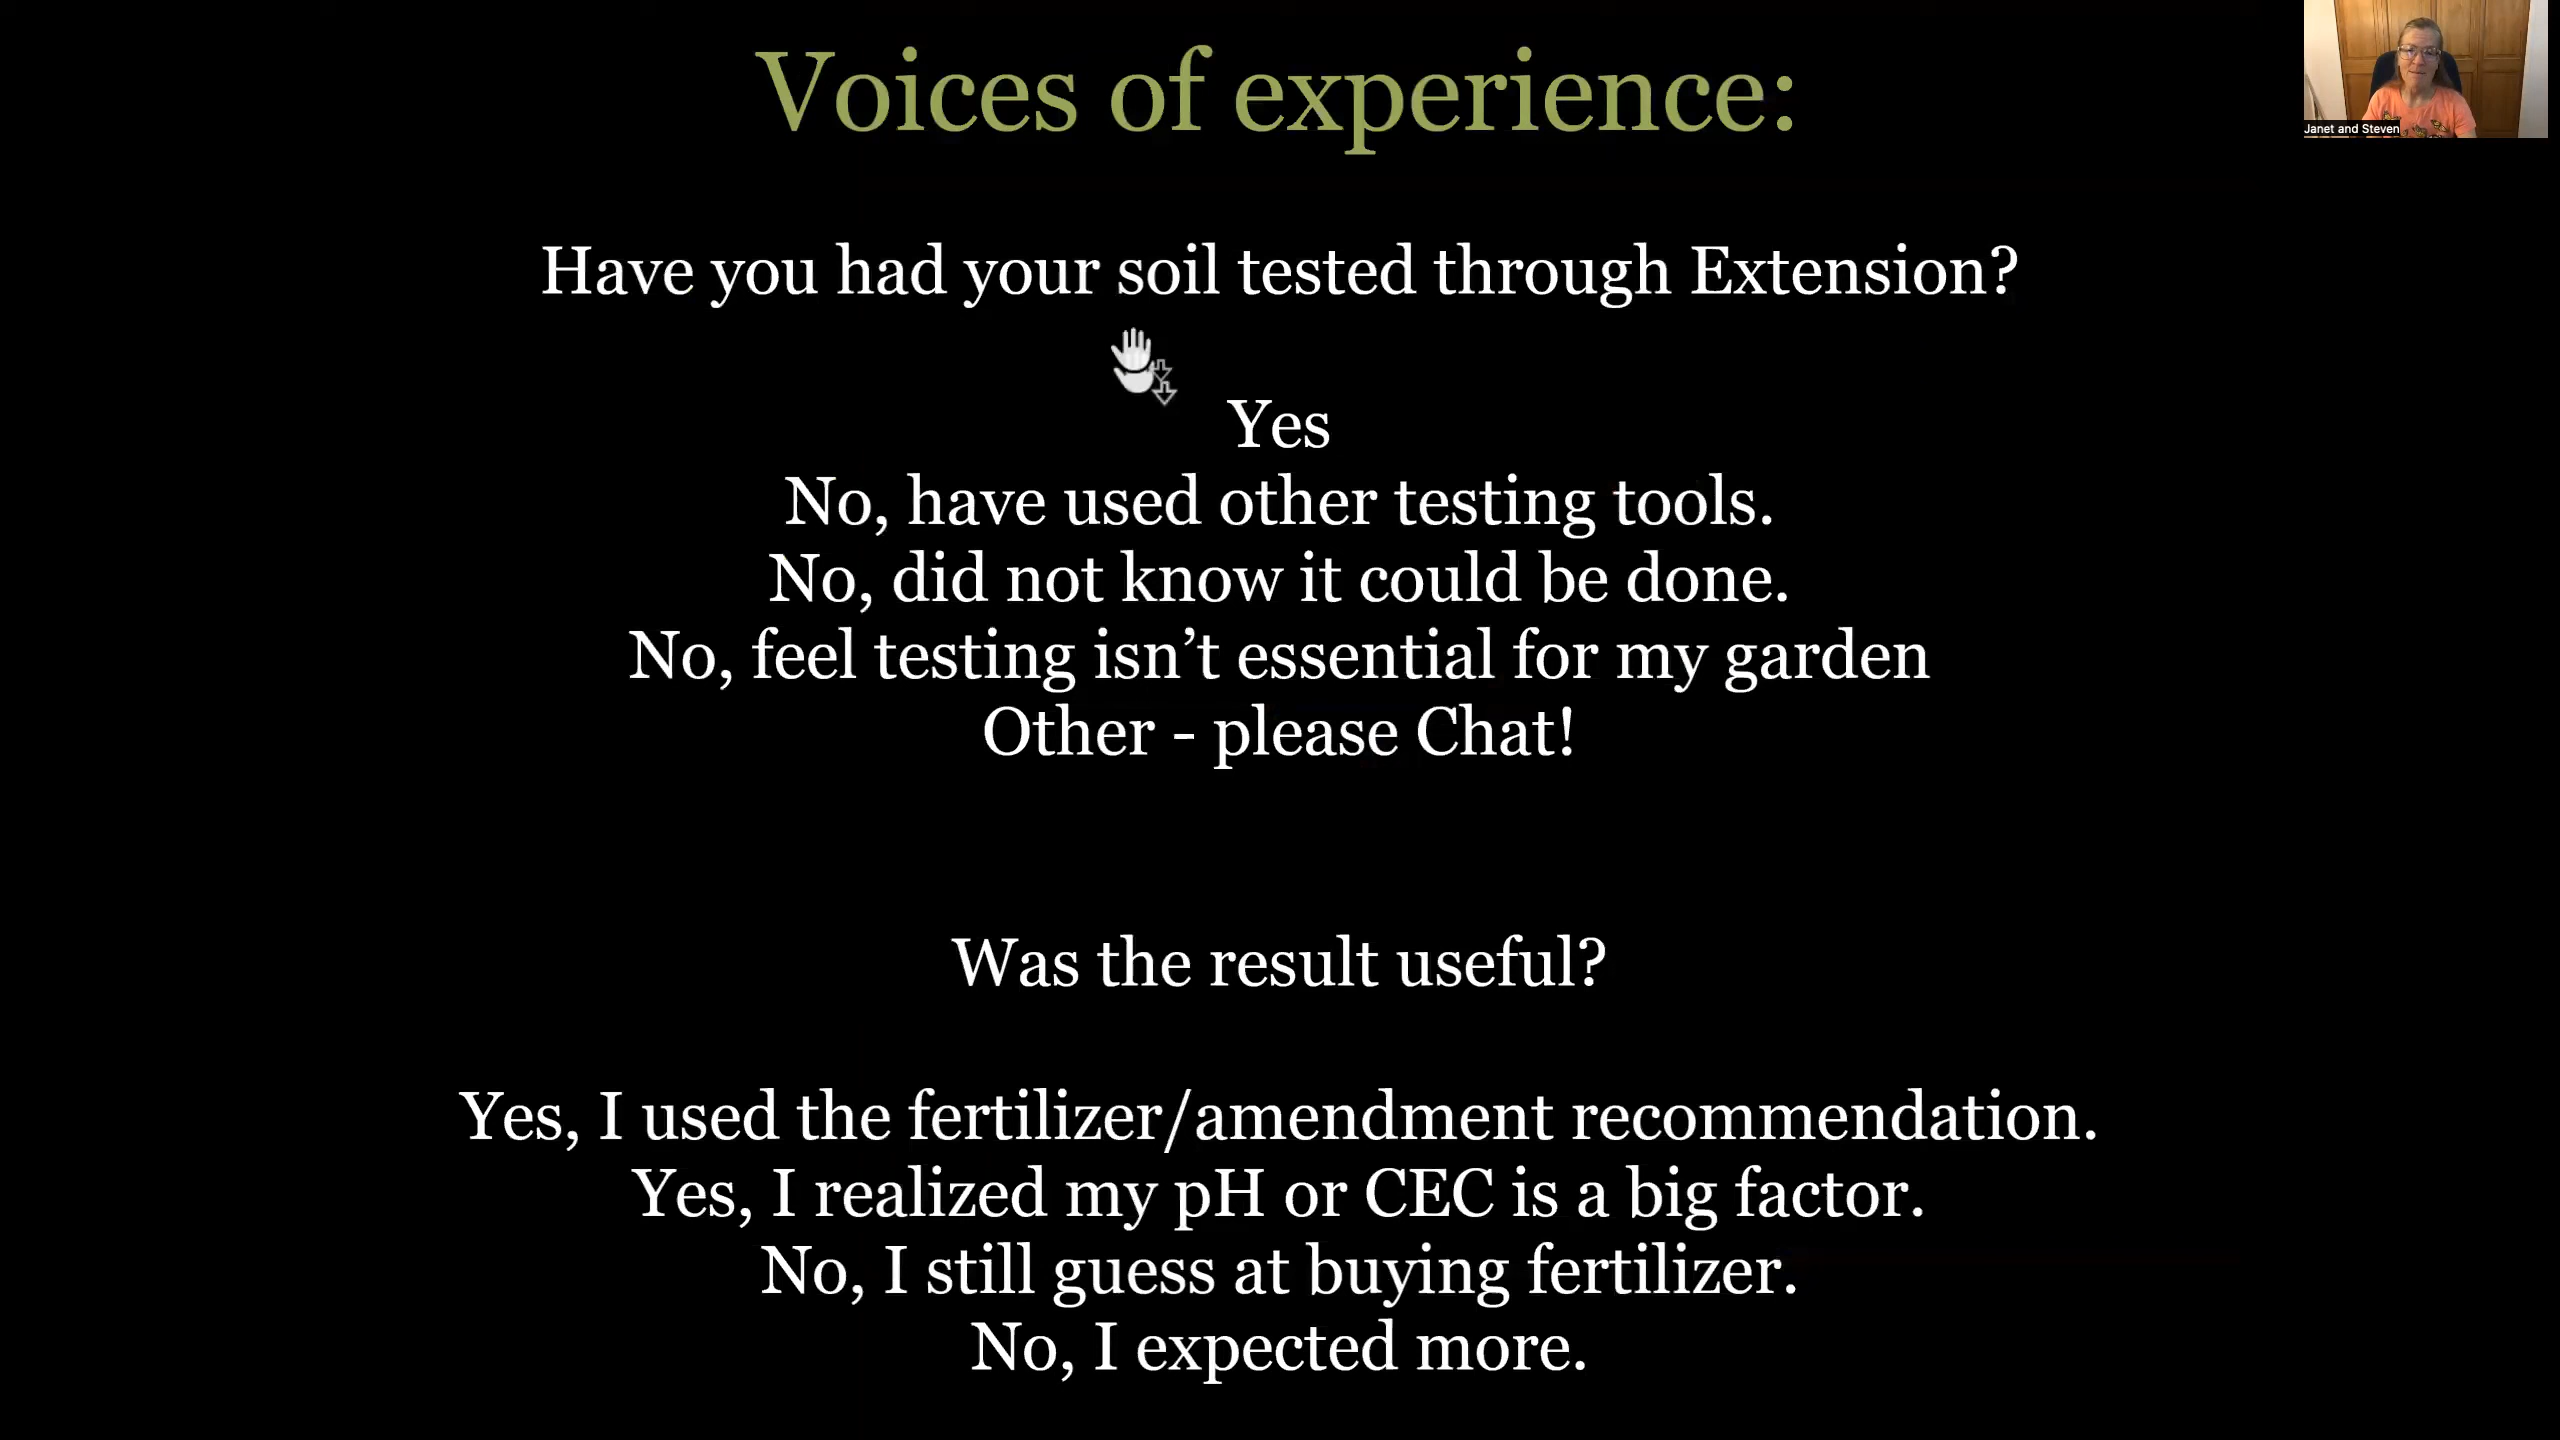 Voices of experience:
Janet and Steven
Have you had your soil tested through Extension?
Yes
No, have used other testing tools.
No, did not know it could be done.
No, feel testing isn’t essential for my garden
Other - please Chat!
Was the result useful?
Yes, I used the fertilizer/amendment recommendation.
Yes, I realized my pH or CEC is a big factor.
No, I still guess at buying fertilizer.
No, I expected more.